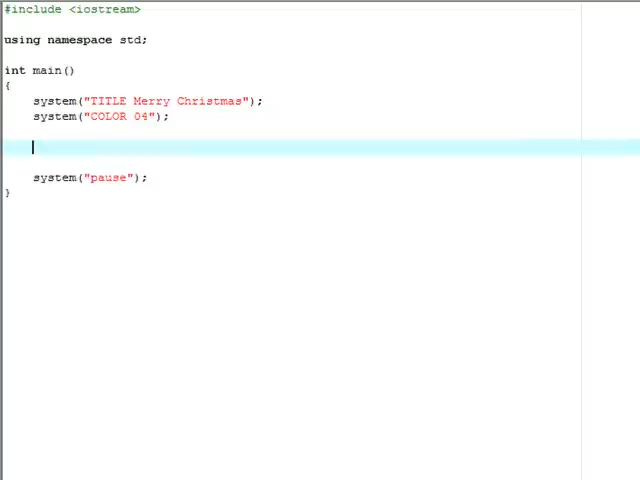 #include <iostream>
using namespace std;
int main()
{
system("TITLE Merry Christmas");
system("COLOR 04");
system("pause");
}